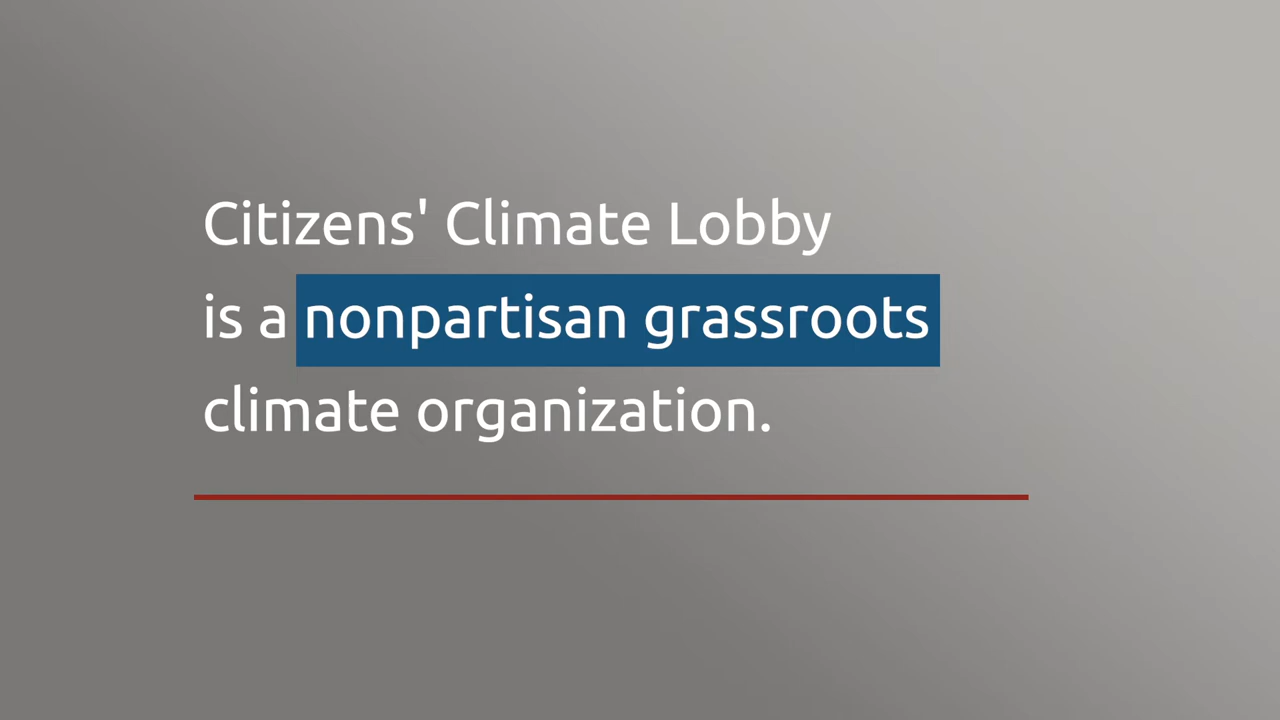 Citizens' Climate Lobby
is a nonpartisan grassroots
climate organization.